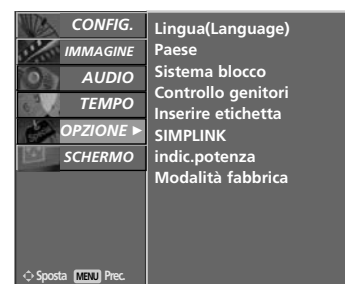 CONFIG.
IMMAGINE
AUDIO
TEMPO
OPZIONE ►
SCHERMO
Lingua(Language)
Paese
Sistema blocco
Controllo genitori
Inserire etichetta
SIMPLINK
indic.potenza
Modalità fabbrica
Sposta MENU Prec.